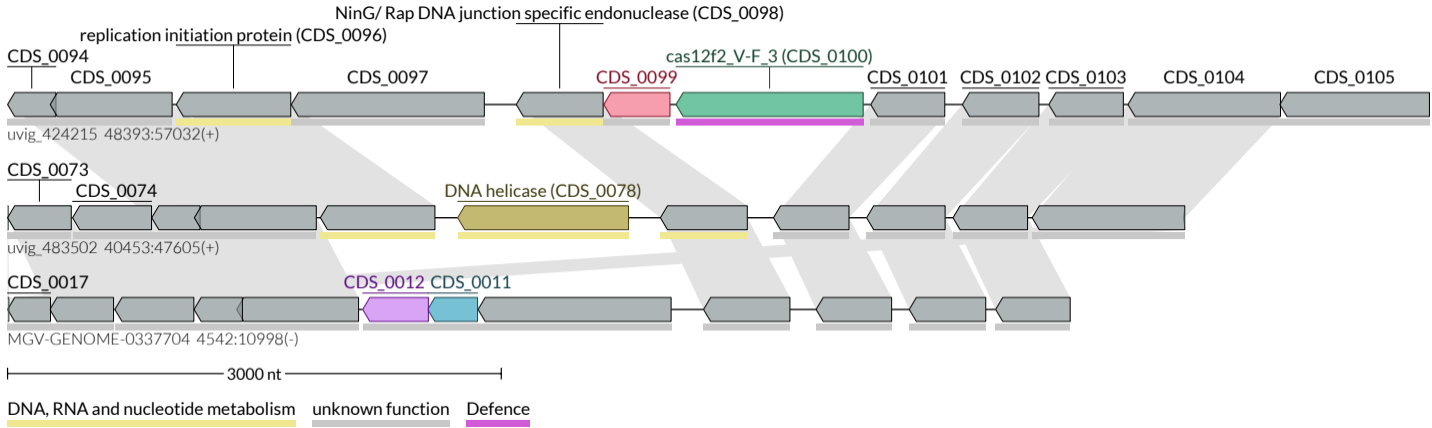 NinG/ Rap DNA junction specific endonuclease (CDS_0098)
replication initiation protein (CDS_0096)
CDS_0094 cas12f2_V-F_3 (CDS_0100)
CDS_0095 CDS_0097 CDS_0099 CDS_0101 CDS_0102 CDS_0103 CDS_0104 CDS_0105
uvig_424215 48393:57032(+)
CDS_0073
CDS_0074 DNA helicase (CDS_0078)
uvig_483502 40453:47605(+)
CDS_0017 CDS_0012 CDS_0011
MGV-GENOME-0337704 4542:10998(-)
3000 nt
DNA, RNA and nucleotide metabolism unknown function Defence